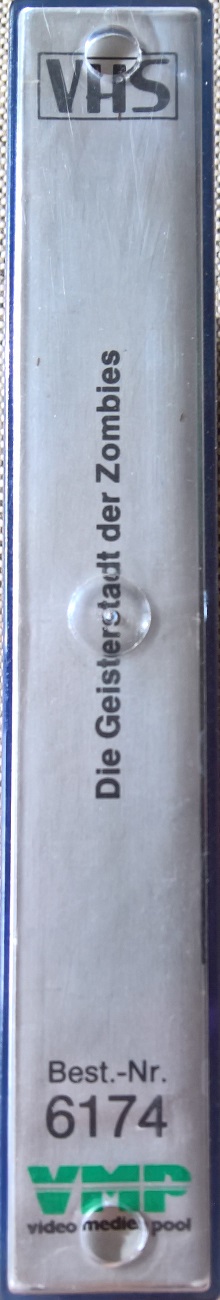 VHS
Die Geisterstadt der Zombies
Best.-Nr.
6174
VMP
video medien pool